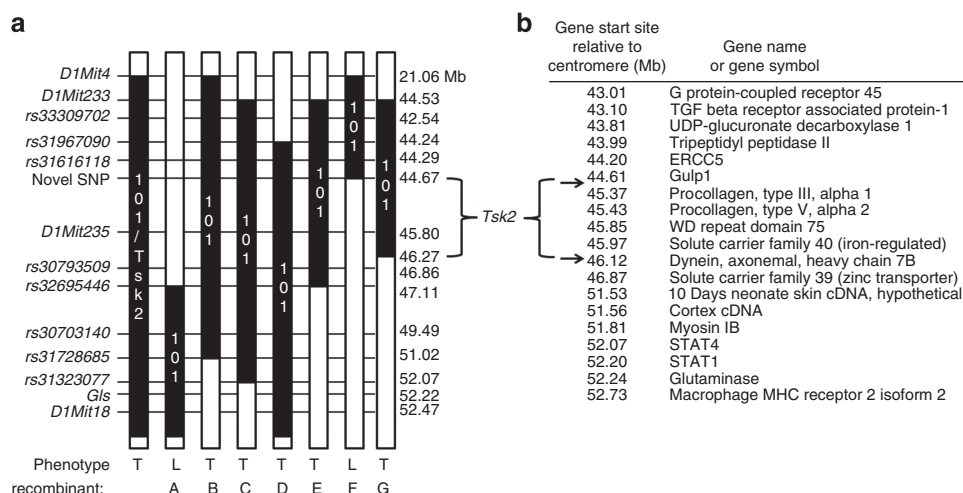 a
D1Mit4
D1Mit233
rs33309702
rs31967090
rs31616118
Novel SNP
D1Mit235
rs30793509
rs32695446
rs30703140
rs31728685
rs31323077
Gls
D1Mit18
101/Tsk2
101
101
101
101
101
101
101
21.06 Mb
44.53
42.54
44.24
44.29
44.67
45.80
46.27
46.86
47.11
49.49
51.02
52.07
52.22
52.47
Phenotype T L T T T T L T
recombinant: A B C D E F G
Tsk2
b
Gene start site relative to centromere (Mb)
Gene name or gene symbol
43.01 G protein-coupled receptor 45
43.10 TGF beta receptor associated protein-1
43.81 UDP-glucuronate decarboxylase 1
43.99 Tripeptidyl peptidase II
44.20 ERCC5
44.61 Gulp1
45.37 Procollagen, type III, alpha 1
45.43 Procollagen, type V, alpha 2
45.85 WD repeat domain 75
45.97 Solute carrier family 40 (iron-regulated)
46.12 Dynein, axonemal, heavy chain 7B
46.87 Solute carrier family 39 (zinc transporter)
51.53 10 Days neonate skin cDNA, hypothetical
51.56 Cortex cDNA
51.81 Myosin IB
52.07 STAT4
52.20 STAT1
52.24 Glutaminase
52.73 Macrophage MHC receptor 2 isoform 2